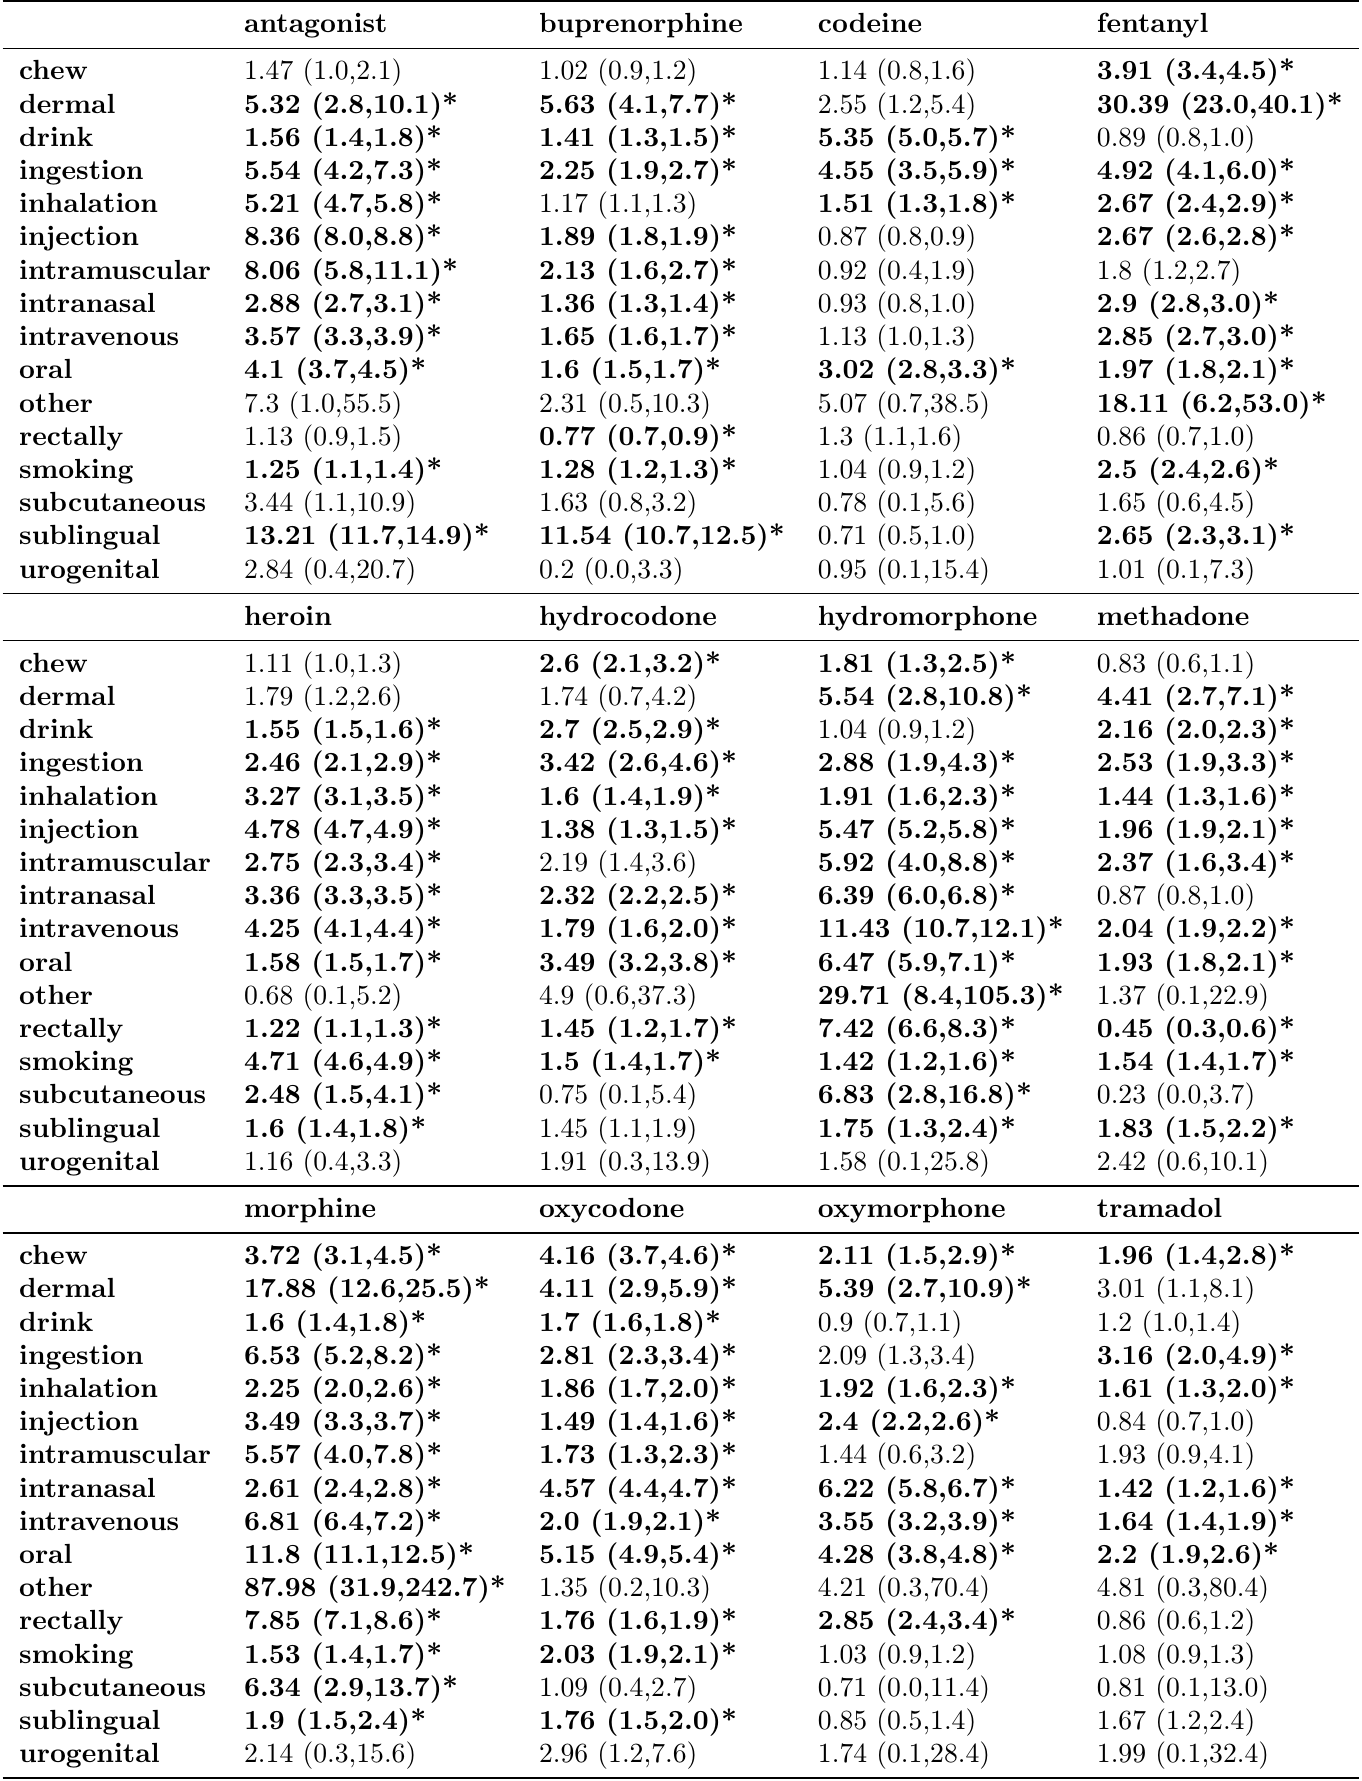 antagonist buprenorphine codeine fentanyl
chew 1.47 (1.0,2.1) 1.02 (0.9,1.2) 1.14 (0.8,1.6) 3.91 (3.4,4.5)*
dermal 5.32 (2.8,10.1)* 5.63 (4.1,7.7)* 2.55 (1.2,5.4) 30.39 (23.0,40.1)*
drink 1.56 (1.4,1.8)* 1.41 (1.3,1.5)* 5.35 (5.0,5.7)* 0.89 (0.8,1.0)
ingestion 5.54 (4.2,7.3)* 2.25 (1.9,2.7)* 4.55 (3.5,5.9)* 4.92 (4.1,6.0)*
inhalation 5.21 (4.7,5.8)* 1.17 (1.1,1.3) 1.51 (1.3,1.8)* 2.67 (2.4,2.9)*
injection 8.36 (8.0,8.8)* 1.89 (1.8,1.9)* 0.87 (0.8,0.9) 2.67 (2.6,2.8)*
intramuscular 8.06 (5.8,11.1)* 2.13 (1.6,2.7)* 0.92 (0.4,1.9) 1.8 (1.2,2.7)
intranasal 2.88 (2.7,3.1)* 1.36 (1.3,1.4)* 0.93 (0.8,1.0) 2.9 (2.8,3.0)*
intravenous 3.57 (3.3,3.9)* 1.65 (1.6,1.7)* 1.13 (1.0,1.3) 2.85 (2.7,3.0)*
oral 4.1 (3.7,4.5)* 1.6 (1.5,1.7)* 3.02 (2.8,3.3)* 1.97 (1.8,2.1)*
other 7.3 (1.0,55.5) 2.31 (0.5,10.3) 5.07 (0.7,38.5) 18.11 (6.2,53.0)*
rectally 1.13 (0.9,1.5) 0.77 (0.7,0.9)* 1.3 (1.1,1.6) 0.86 (0.7,1.0)
smoking 1.25 (1.1,1.4)* 1.28 (1.2,1.3)* 1.04 (0.9,1.2) 2.5 (2.4,2.6)*
subcutaneous 3.44 (1.1,10.9) 1.63 (0.8,3.2) 0.78 (0.1,5.6) 1.65 (0.6,4.5)
sublingual 13.21 (11.7,14.9)* 11.54 (10.7,12.5)* 0.71 (0.5,1.0) 2.65 (2.3,3.1)*
urogenital 2.84 (0.4,20.7) 0.2 (0.0,3.3) 0.95 (0.1,15.4) 1.01 (0.1,7.3)
heroin hydrocodone hydromorphone methadone
chew 1.11 (1.0,1.3) 2.6 (2.1,3.2)* 1.81 (1.3,2.5)* 0.83 (0.6,1.1)
dermal 1.79 (1.2,2.6) 1.74 (0.7,4.2) 5.54 (2.8,10.8)* 4.41 (2.7,7.1)*
drink 1.55 (1.5,1.6)* 2.7 (2.5,2.9)* 1.04 (0.9,1.2) 2.16 (2.0,2.3)*
ingestion 2.46 (2.1,2.9)* 3.42 (2.6,4.6)* 2.88 (1.9,4.3)* 2.53 (1.9,3.3)*
inhalation 3.27 (3.1,3.5)* 1.6 (1.4,1.9)* 1.91 (1.6,2.3)* 1.44 (1.3,1.6)*
injection 4.78 (4.7,4.9)* 1.38 (1.3,1.5)* 5.47 (5.2,5.8)* 1.96 (1.9,2.1)*
intramuscular 2.75 (2.3,3.4)* 2.19 (1.4,3.6) 5.92 (4.0,8.8)* 2.37 (1.6,3.4)*
intranasal 3.36 (3.3,3.5)* 2.32 (2.2,2.5)* 6.39 (6.0,6.8)* 0.87 (0.8,1.0)
intravenous 4.25 (4.1,4.4)* 1.79 (1.6,2.0)* 11.43 (10.7,12.1)* 2.04 (1.9,2.2)*
oral 1.58 (1.5,1.7)* 3.49 (3.2,3.8)* 6.47 (5.9,7.1)* 1.93 (1.8,2.1)*
other 0.68 (0.1,5.2) 4.9 (0.6,37.3) 29.71 (8.4,105.3)* 1.37 (0.1,22.9)
rectally 1.22 (1.1,1.3)* 1.45 (1.2,1.7)* 7.42 (6.6,8.3)* 0.45 (0.3,0.6)*
smoking 4.71 (4.6,4.9)* 1.5 (1.4,1.7)* 1.42 (1.2,1.6)* 1.54 (1.4,1.7)*
subcutaneous 2.48 (1.5,4.1)* 0.75 (0.1,5.4) 6.83 (2.8,16.8)* 0.23 (0.0,3.7)
sublingual 1.6 (1.4,1.8)* 1.45 (1.1,1.9) 1.75 (1.3,2.4)* 1.83 (1.5,2.2)*
urogenital 1.16 (0.4,3.3) 1.91 (0.3,13.9) 1.58 (0.1,25.8) 2.42 (0.6,10.1)
morphine oxycodone oxymorphone tramadol
chew 3.72 (3.1,4.5)* 4.16 (3.7,4.6)* 2.11 (1.5,2.9)* 1.96 (1.4,2.8)*
dermal 17.88 (12.6,25.5)* 4.11 (2.9,5.9)* 5.39 (2.7,10.9)* 3.01 (1.1,8.1)
drink 1.6 (1.4,1.8)* 1.7 (1.6,1.8)* 0.9 (0.7,1.1) 1.2 (1.0,1.4)
ingestion 6.53 (5.2,8.2)* 2.81 (2.3,3.4)* 2.09 (1.3,3.4) 3.16 (2.0,4.9)*
inhalation 2.25 (2.0,2.6)* 1.86 (1.7,2.0)* 1.92 (1.6,2.3)* 1.61 (1.3,2.0)*
injection 3.49 (3.3,3.7)* 1.49 (1.4,1.6)* 2.4 (2.2,2.6)* 0.84 (0.7,1.0)
intramuscular 5.57 (4.0,7.8)* 1.73 (1.3,2.3)* 1.44 (0.6,3.2) 1.93 (0.9,4.1)
intranasal 2.61 (2.4,2.8)* 4.57 (4.4,4.7)* 6.22 (5.8,6.7)* 1.42 (1.2,1.6)*
intravenous 6.81 (6.4,7.2)* 2.0 (1.9,2.1)* 3.55 (3.2,3.9)* 1.64 (1.4,1.9)*
oral 11.8 (11.1,12.5)* 5.15 (4.9,5.4)* 4.28 (3.8,4.8)* 2.2 (1.9,2.6)*
other 87.98 (31.9,242.7)* 1.35 (0.2,10.3) 4.21 (0.3,70.4) 4.81 (0.3,80.4)
rectally 7.85 (7.1,8.6)* 1.76 (1.6,1.9)* 2.85 (2.4,3.4)* 0.86 (0.6,1.2)
smoking 1.53 (1.4,1.7)* 2.03 (1.9,2.1)* 1.03 (0.9,1.2) 1.08 (0.9,1.3)
subcutaneous 6.34 (2.9,13.7)* 1.09 (0.4,2.7) 0.71 (0.0,11.4) 0.81 (0.1,13.0)
sublingual 1.9 (1.5,2.4)* 1.76 (1.5,2.0)* 0.85 (0.5,1.4) 1.67 (1.2,2.4)
urogenital 2.14 (0.3,15.6) 2.96 (1.2,7.6) 1.74 (0.1,28.4) 1.99 (0.1,32.4)